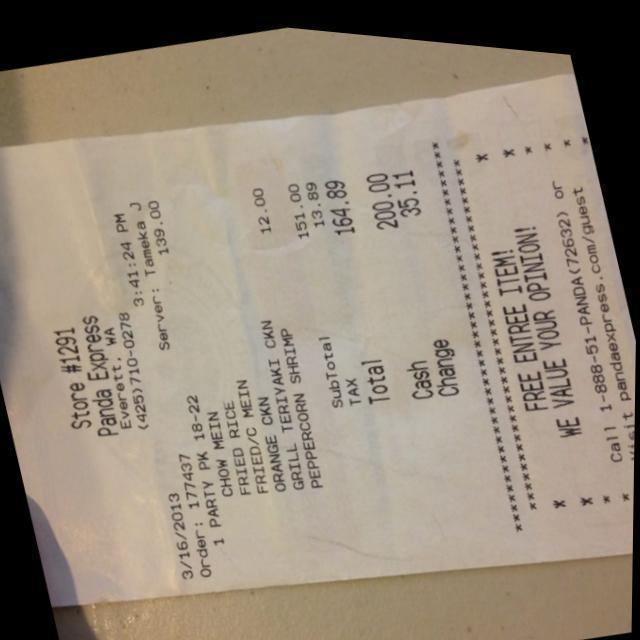 Store #1291
Panda Express
Everett, WA
(425)710-0278 3:41:24 PM
3/16/2013 Server: Tameka J
Order: 177437
1 PARTY PK 18-22 139.00
CHOW MEIN
FRIED RICE
FRIED/C MEIN
ORANGE CKN
GRILL TERIYAKI CKN
PEPPERCORN SHRIMP 12.00
SubTotal 151.00
TAX 13.89
Total 164.89
Cash 200.00
Change 35.11
****************************************
****************************************
* FREE ENTREE ITEM! *
* WE VALUE YOUR OPINION! *
* *
* Call 1-888-51-PANDA(72632) or *
Visit pandaexpress.com/guest *